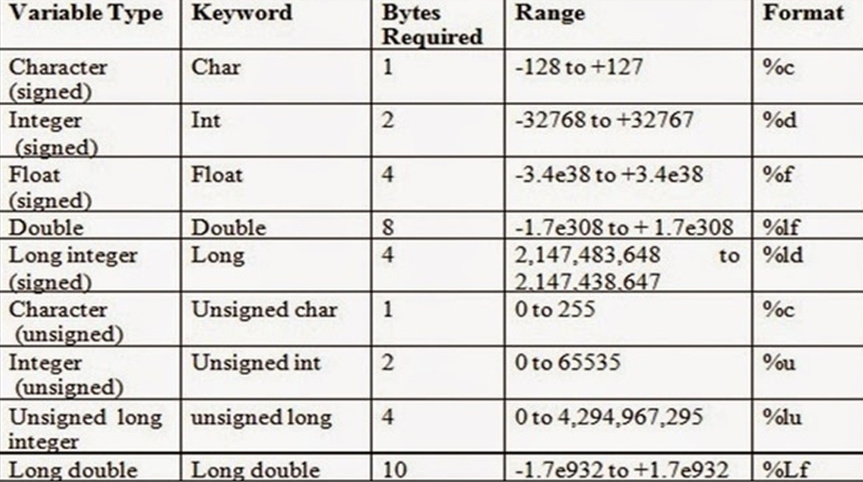 Variable Type Keyword Bytes Required Range Format
Character (signed) Char 1 -128 to +127 %c
Integer (signed) Int 2 -32768 to +32767 %d
Float (signed) Float 4 -3.4e38 to +3.4e38 %f
Double Double 8 -1.7e308 to + 1.7e308 %lf
Long integer (signed) Long 4 2,147,483,648 to 2,147,438,647 %ld
Character (unsigned) Unsigned char 1 0 to 255 %c
Integer (unsigned) Unsigned int 2 0 to 65535 %u
Unsigned long integer unsigned long 4 0 to 4,294,967,295 %lu
Long double Long double 10 -1.7e932 to +1.7e932 %Lf